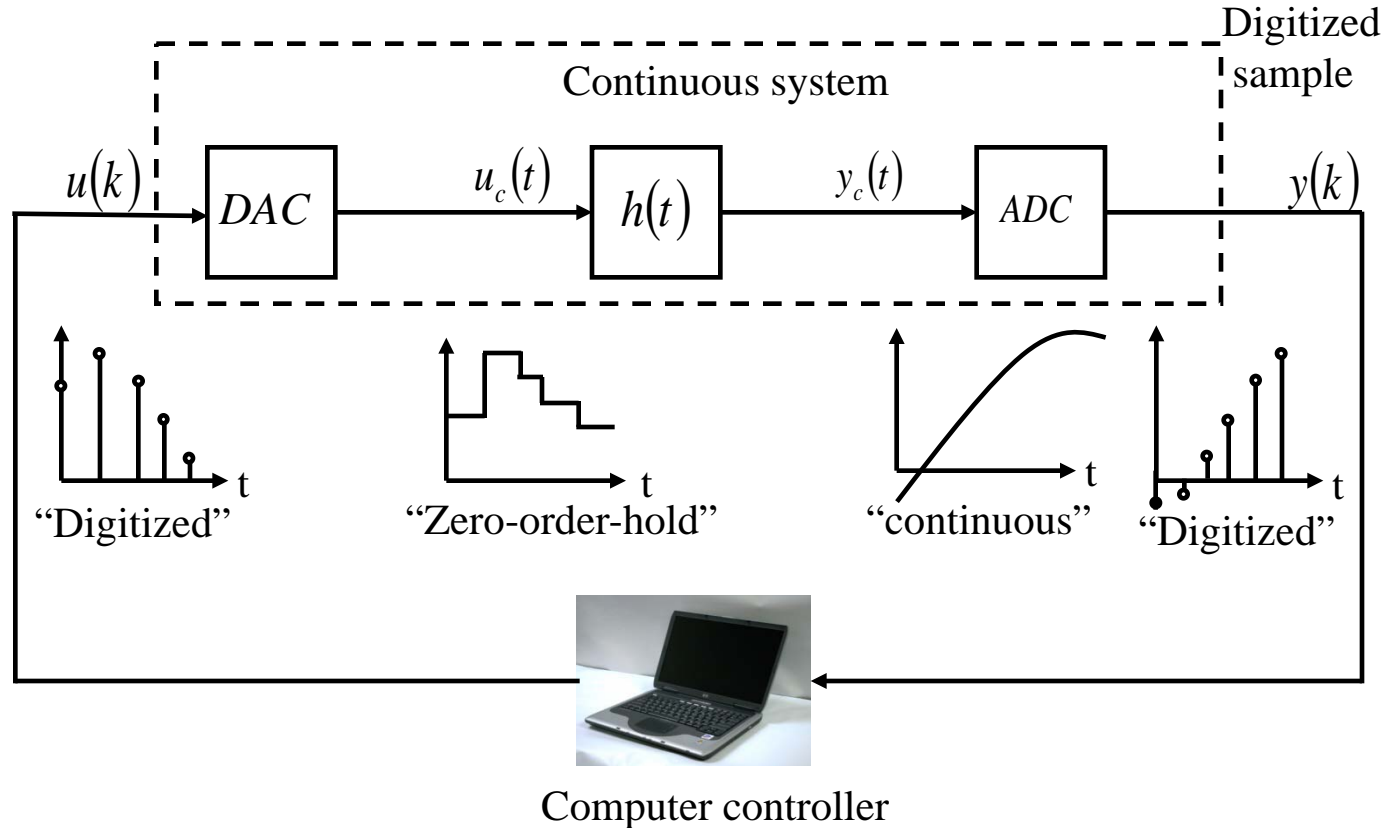 Digitized
sample
Continuous system
u(k)
DAC
u_c(t)
h(t)
y_c(t)
ADC
y(k)
t
t
t
t
“Digitized”
“Zero-order-hold”
“continuous”
“Digitized”
Computer controller